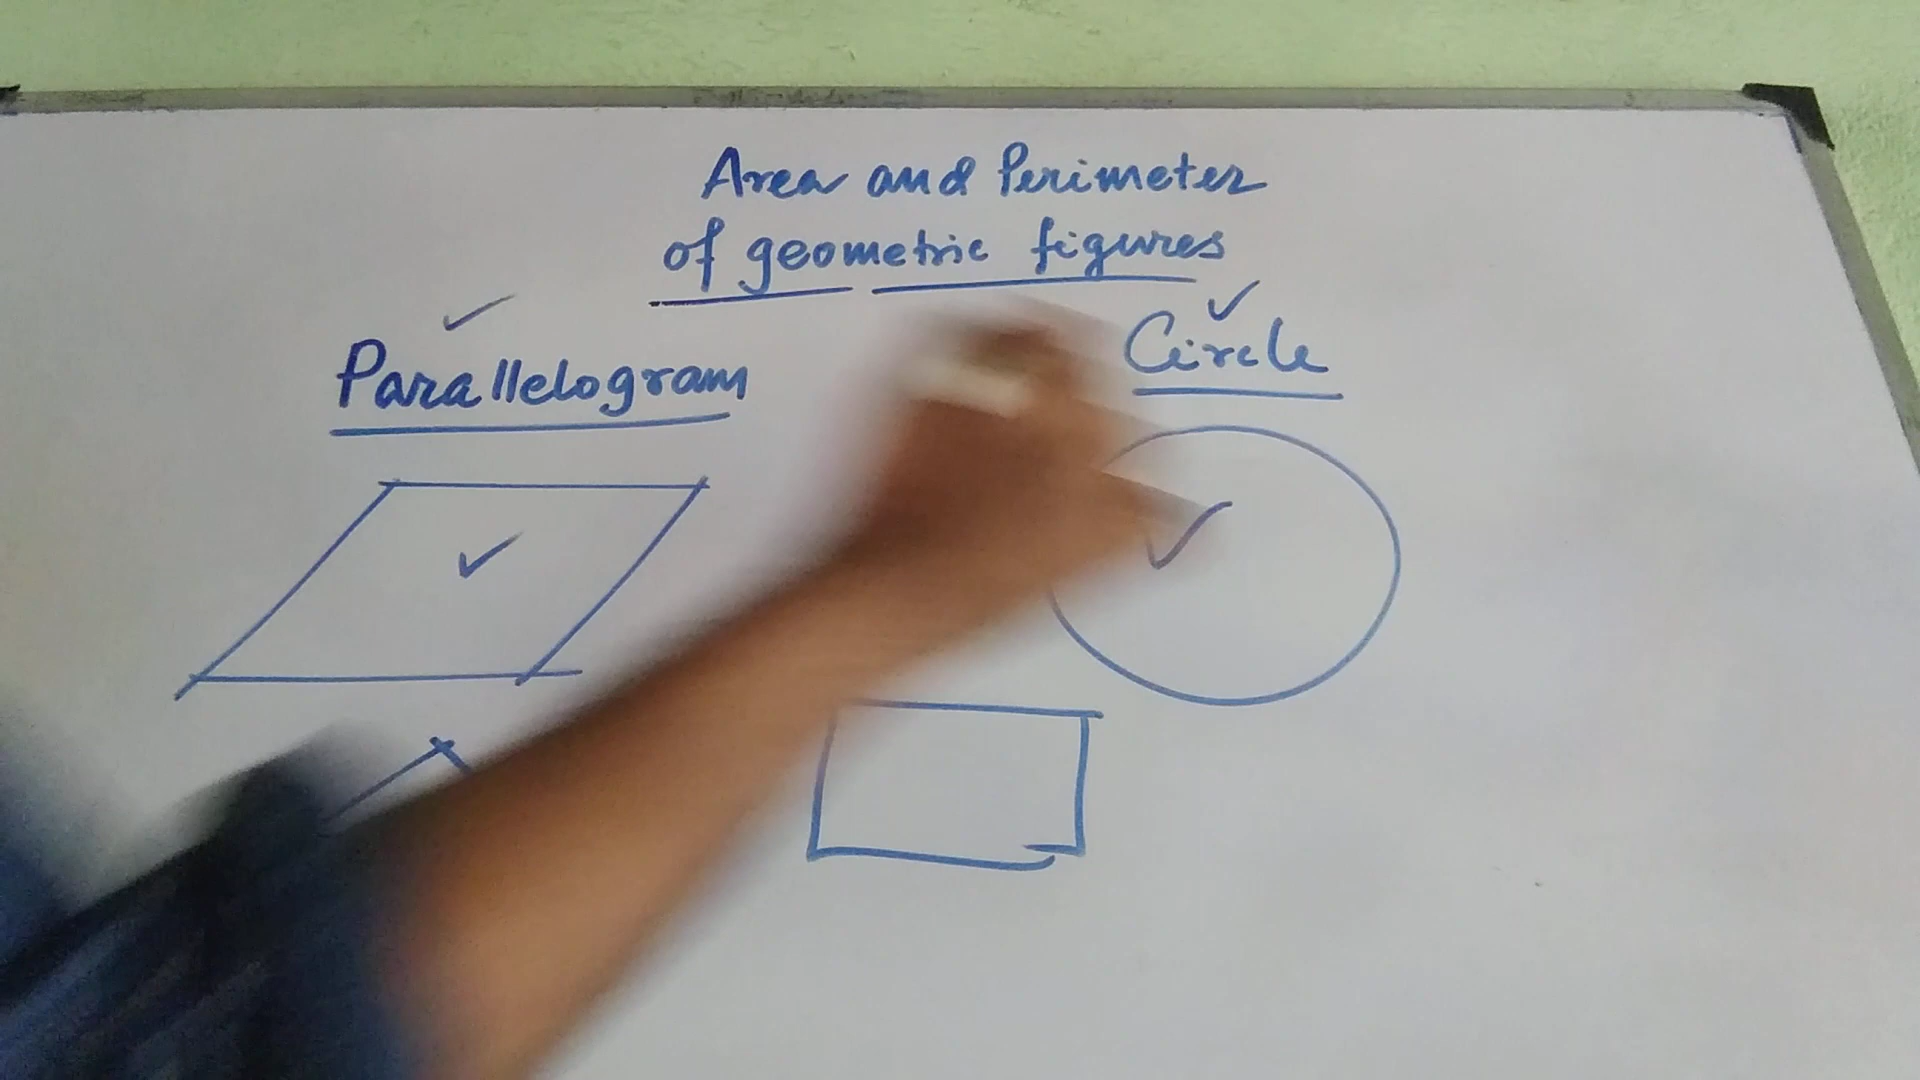 Area and Perimeter
of geometric figures
Parallelogram
Circle